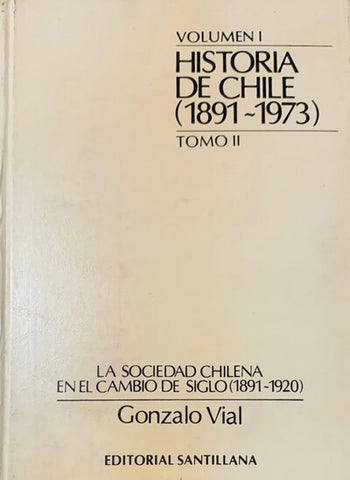 VOLUMEN I
HISTORIA
DE CHILE
(1891~1973)
TOMO II
LA SOCIEDAD CHILENA
EN EL CAMBIO DE SIGLO (1891-1920)
Gonzalo Vial
EDITORIAL SANTILLANA